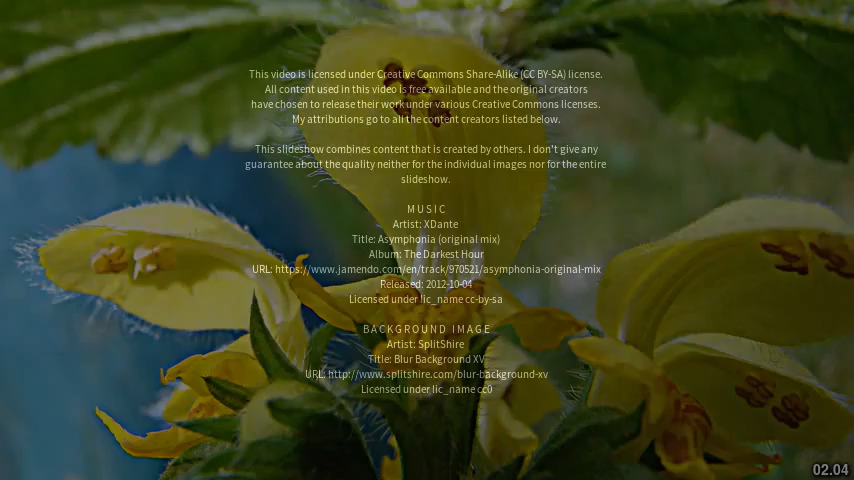 This video is licensed under Creative Commons Share-Alike (CC BY-SA) license.
All content used in this video is free available and the original creators
have chosen to release their work under various Creative Commons licenses.
My attributions go to all the content creators listed below.
This slideshow combines content that is created by others. I don't give any
guarantee about the quality neither for the individual images nor for the entire
slideshow.
MUSIC
Artist: XDante
Title: Asymphonia (original mix)
Album: The Darkest Hour
URL: https://www.jamendo.com/en/track/970521/asymphonia-original-mix
Released: 2012-10-04
Licensed under lic_name cc-by-sa
BACKGROUND IMAGE
Artist: SplitShire
Title: Blur Background XV
URL: http://www.splitshire.com/blur-background-xv
Licensed under lic_name cc0
02.04